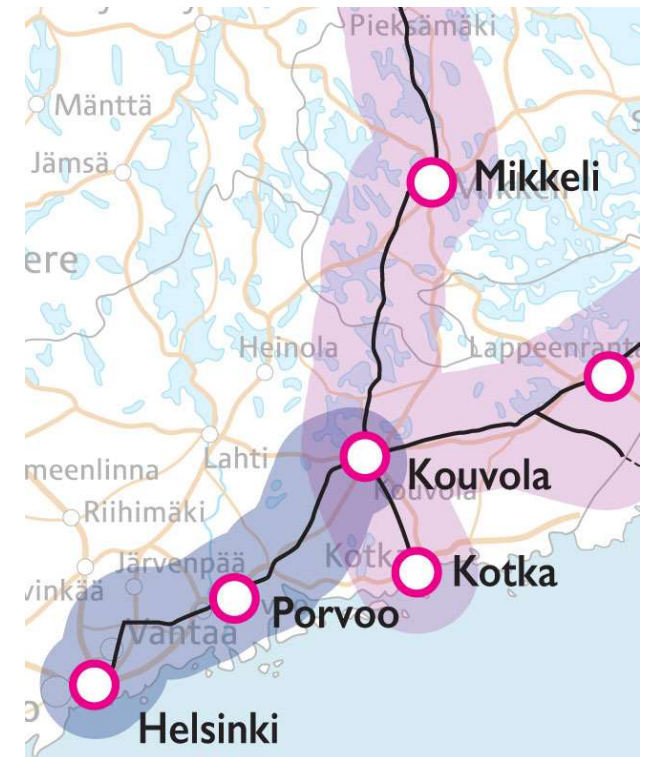 Pieksämäki
Mänttä
Jämsä
Mikkeli
ere
Heinola
Lappeenranta
Lahti
meenlinna
Kouvola
Kouvola
Riihimäki
Järvenpää
Kotka
Kotka
vinkää
Porvoo
Vantaa
Helsinki